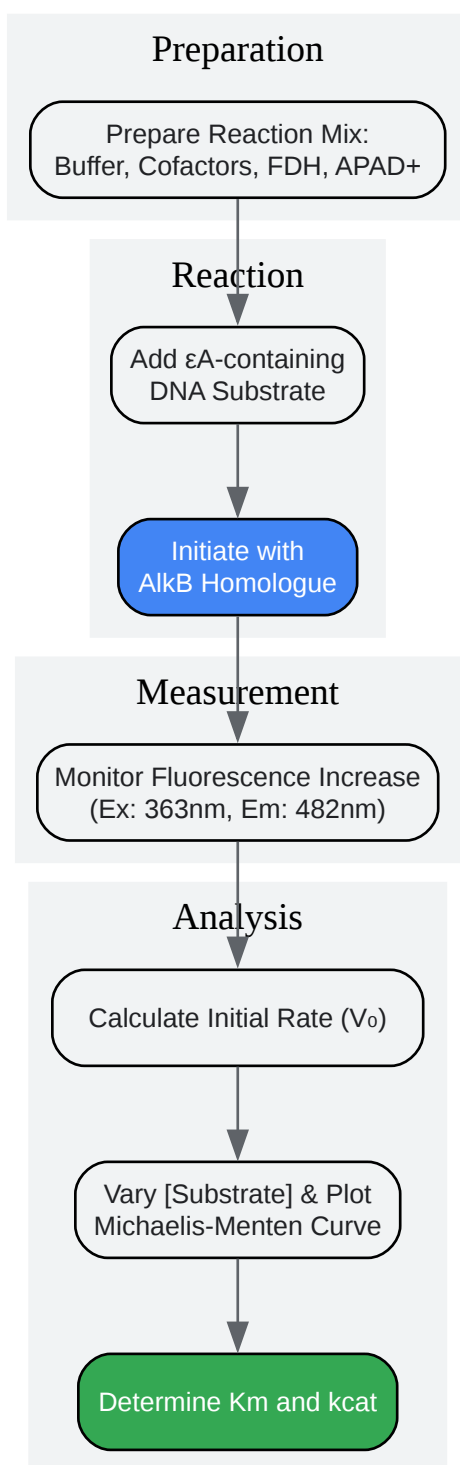 Preparation
Prepare Reaction Mix:
Buffer, Cofactors, FDH, APAD+
Reaction
Add εA-containing
DNA Substrate
Initiate with
AlkB Homologue
Measurement
Monitor Fluorescence Increase
(Ex: 363nm, Em: 482nm)
Analysis
Calculate Initial Rate (V₀)
Vary [Substrate] & Plot
Michaelis-Menten Curve
Determine Km and kcat